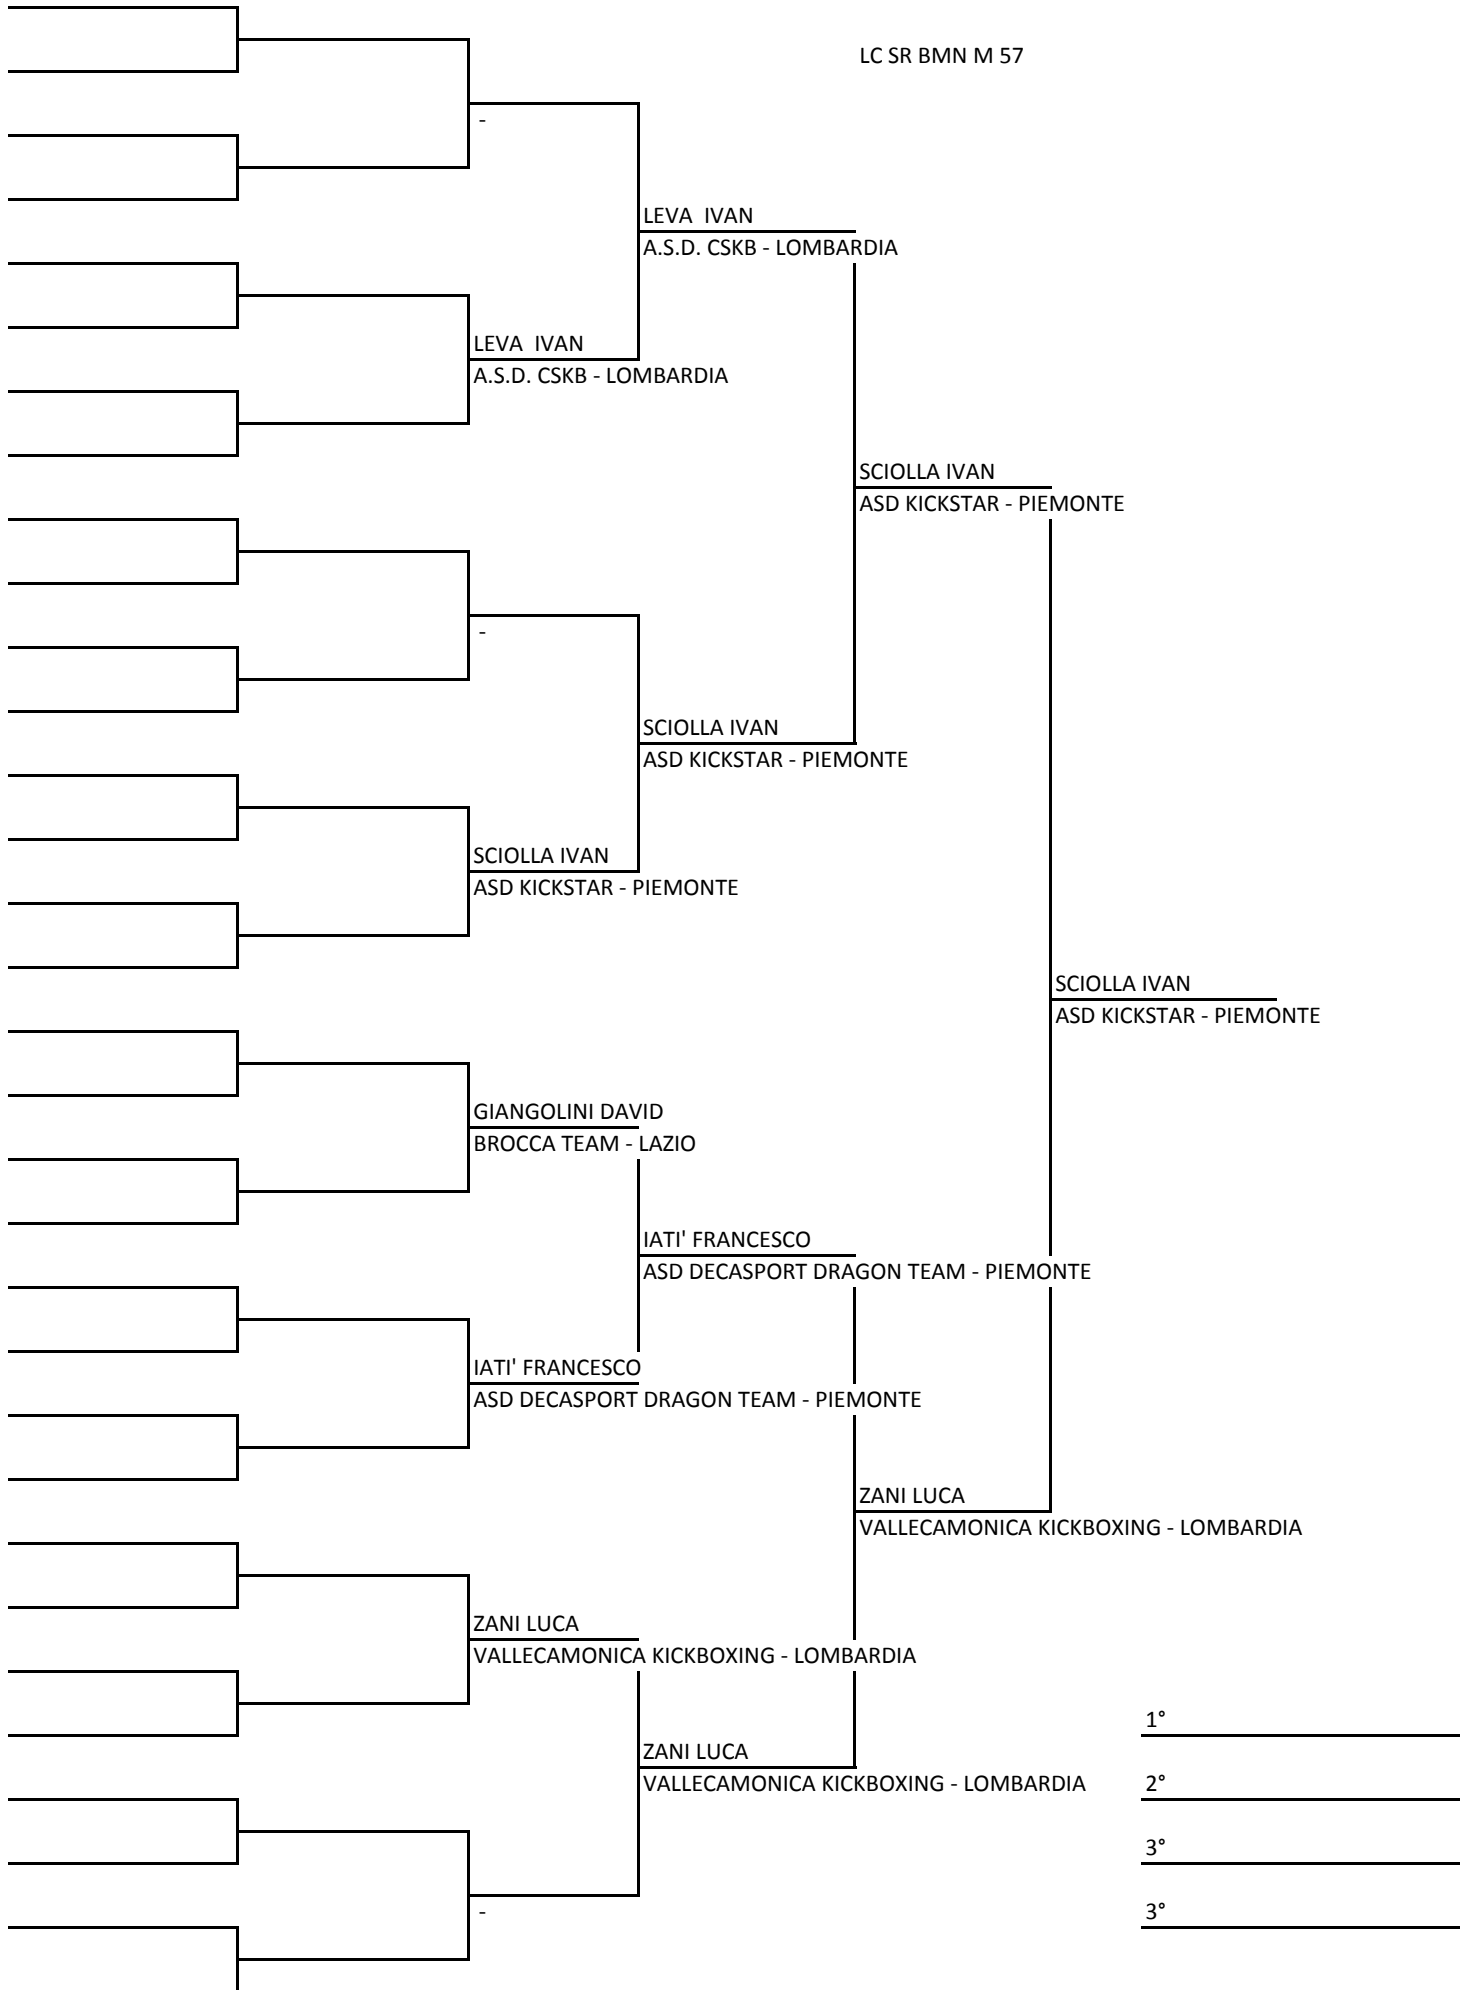 LC SR BMN M 57
-
LEVA  IVAN
A.S.D. CSKB - LOMBARDIA
LEVA  IVAN
A.S.D. CSKB - LOMBARDIA
SCIOLLA IVAN
ASD KICKSTAR - PIEMONTE
-
SCIOLLA IVAN
ASD KICKSTAR - PIEMONTE
SCIOLLA IVAN
ASD KICKSTAR - PIEMONTE
SCIOLLA IVAN
ASD KICKSTAR - PIEMONTE
GIANGOLINI DAVID
BROCCA TEAM - LAZIO
IATI' FRANCESCO
ASD DECASPORT DRAGON TEAM - PIEMONTE
IATI' FRANCESCO
ASD DECASPORT DRAGON TEAM - PIEMONTE
ZANI LUCA
VALLECAMONICA KICKBOXING - LOMBARDIA
ZANI LUCA
VALLECAMONICA KICKBOXING - LOMBARDIA
1°
ZANI LUCA
VALLECAMONICA KICKBOXING - LOMBARDIA
2°
3°
-
3°